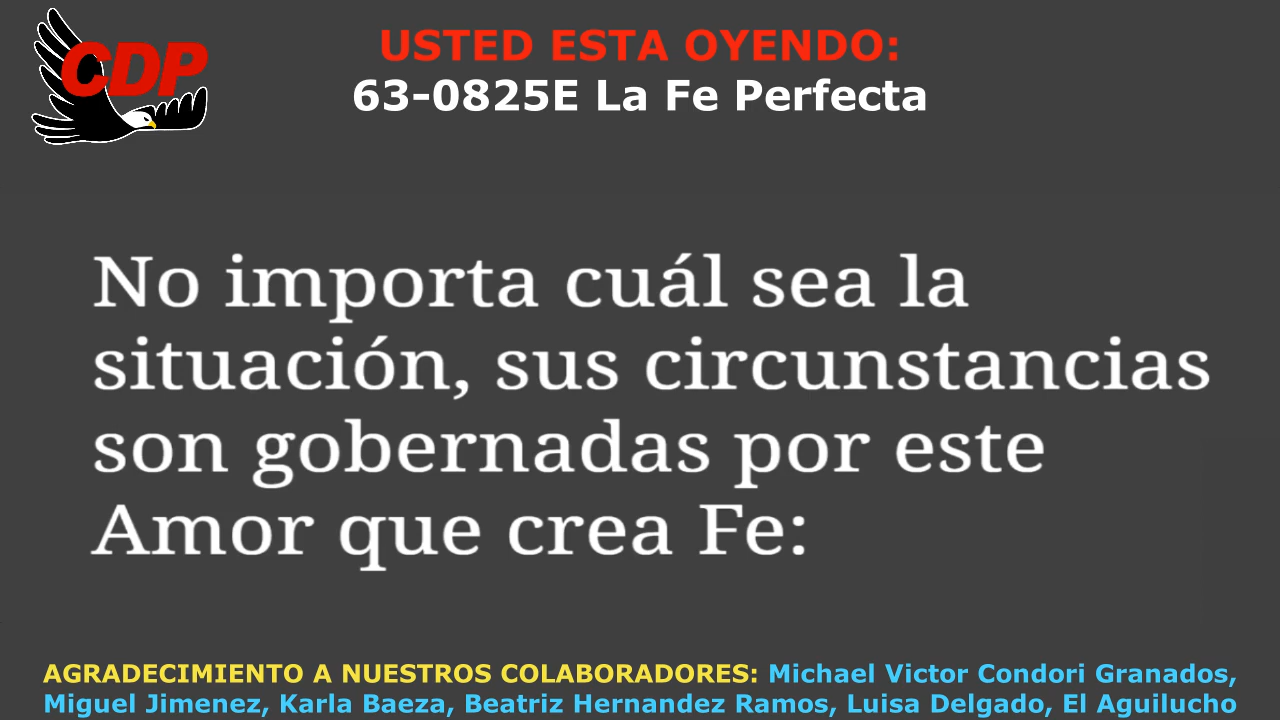 CDP
USTED ESTA OYENDO:
63-0825E La Fe Perfecta
No importa cuál sea la
situación, sus circunstancias
son gobernadas por este
Amor que crea Fe:
AGRADECIMIENTO A NUESTROS COLABORADORES: Michael Victor Condori Granados,
Miguel Jimenez, Karla Baeza, Beatriz Hernandez Ramos, Luisa Delgado, El Aguilucho